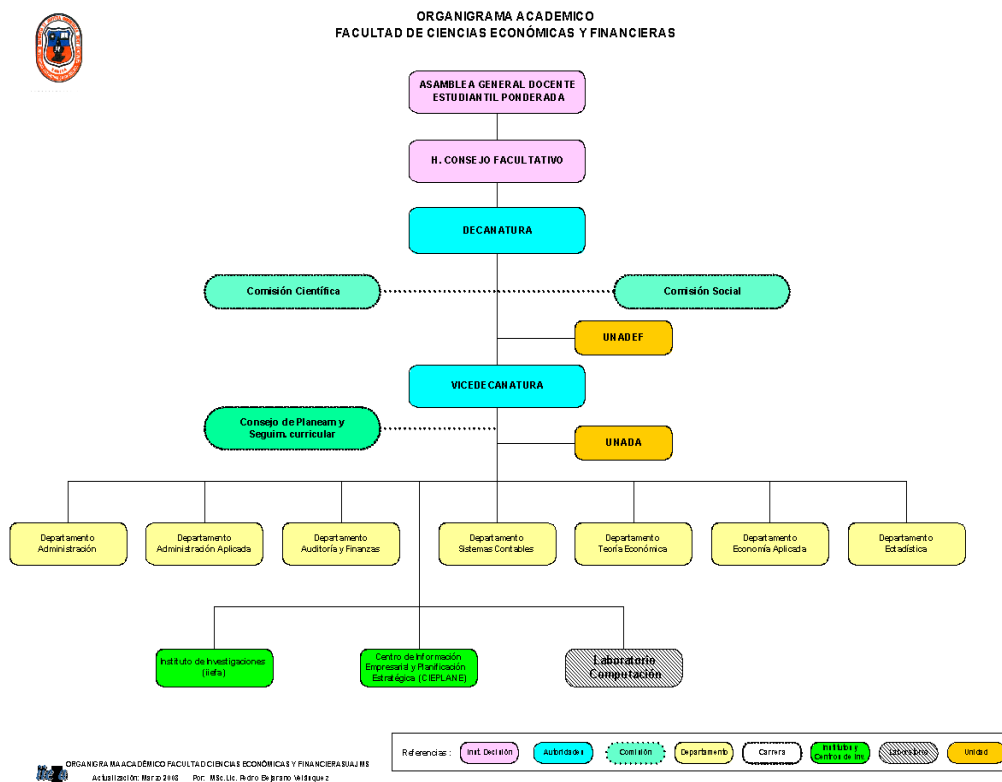 ORGANIGRAMA ACADEMICO
FACULTAD DE CIENCIAS ECONÓMICAS Y FINANCIERAS
ASAMBLEA GENERAL DOCENTE
ESTUDIANTIL PONDERADA
H. CONSEJO FACULTATIVO
DECANATURA
Comisión Científica
Comisión Social
UNADEF
VICEDECANATURA
Consejo de Planeam y
Seguim. curricular
UNADA
Departamento
Administración
Departamento
Administración Aplicada
Departamento
Auditoría y Finanzas
Departamento
Sistemas Contables
Departamento
Teoría Económica
Departamento
Economía Aplicada
Departamento
Estadística
Instituto de Investigaciones
(iiefa)
Centro de Información
Empresarial y Planificación
Estratégica (CIEPLANE)
Laboratorio
Computación
Referencias :
Inst. Decisión
Autoridades
Comisión
Departamento
Carrera
Institutos y
Centros de Inv.
Laboratorio
Unidad
ORGANIGRAMA ACADÉMICO FACULTAD CIENCIAS ECONÓMICAS Y FINANCIERAS UAJMS
Actualización: Marzo Por: MSc. Lic. Pedro Bejarano Velásquez